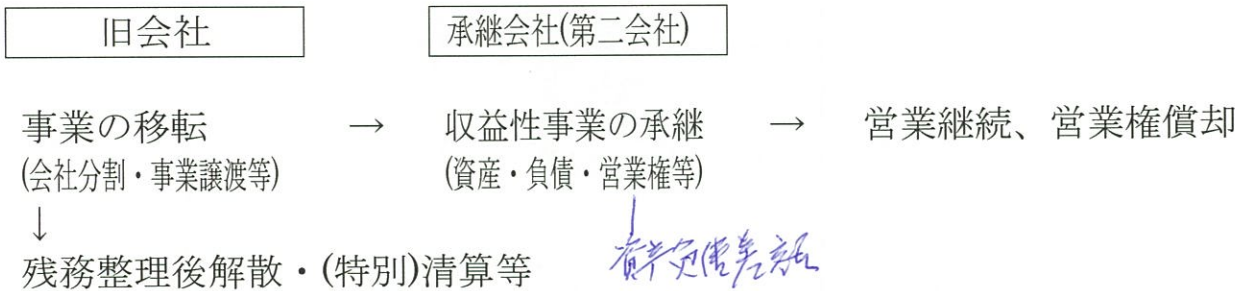 旧会社　承継会社(第二会社)
事業の移転　→　収益性事業の承継　→　営業継続、営業権償却
(会社分割・事業譲渡等)　(資産・負債・営業権等)
↓
残務整理後解散・(特別)清算等